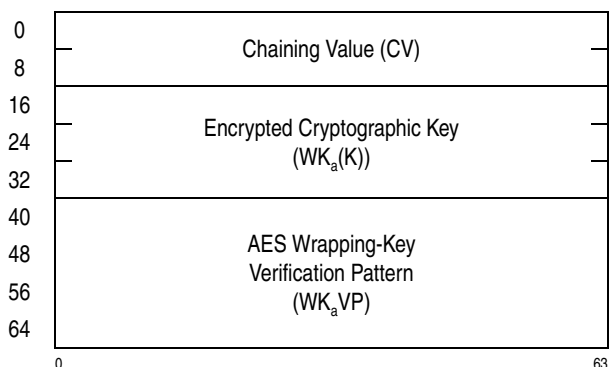 0
Chaining Value (CV)
8
16
24
Encrypted Cryptographic Key
(WKa(K))
32
40
48
AES Wrapping-Key
Verification Pattern
(WKaVP)
56
64
0 63